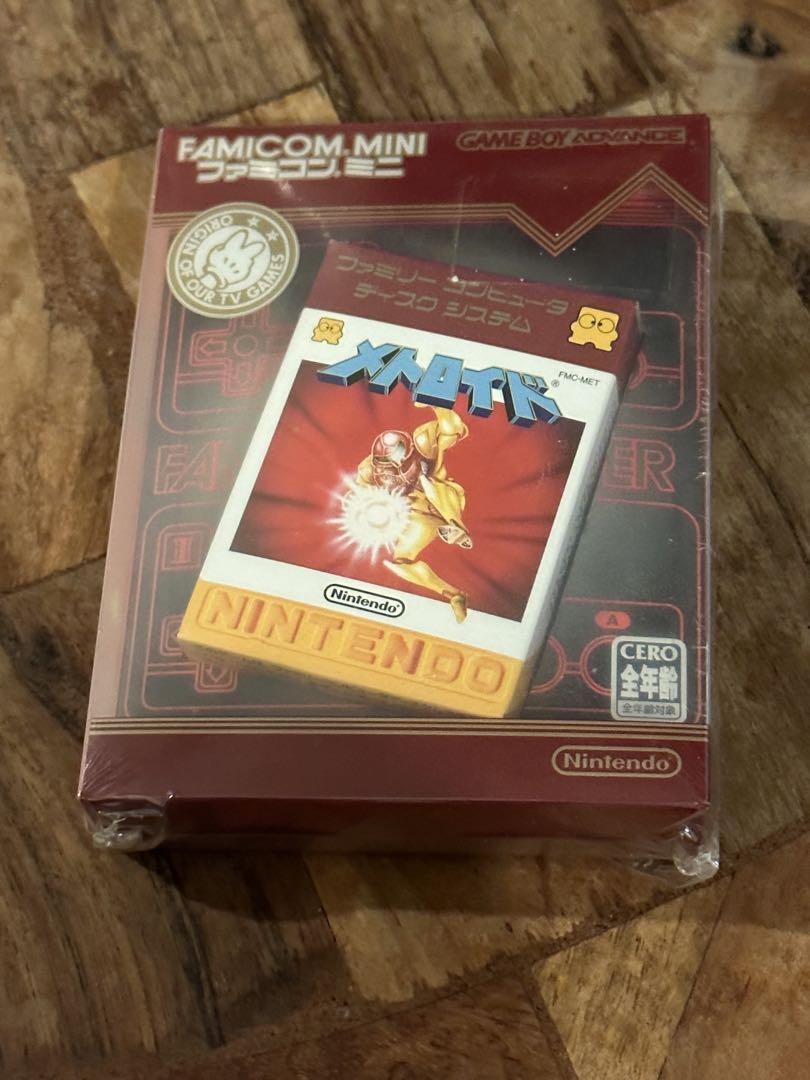 FAMICOM MINI
ファミコン ミニ
GAME BOY ADVANCE
ORIGIN OF OUR TV GAMES
ファミリー コンピュータ
ディスク システム
メトロイド®
FMC-MET
Nintendo®
NINTENDO
A
CERO
全年齢
全年齢対象
Nintendo